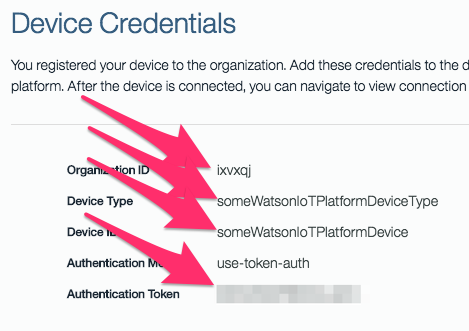 Device Credentials
You registered your device to the organization. Add these credentials to the d
platform. After the device is connected, you can navigate to view connection
Organization ID ixvxqj
Device Type someWatsonIoTPlatformDeviceType
Device ID someWatsonIoTPlatformDevice
Authentication use-token-auth
Authentication Token